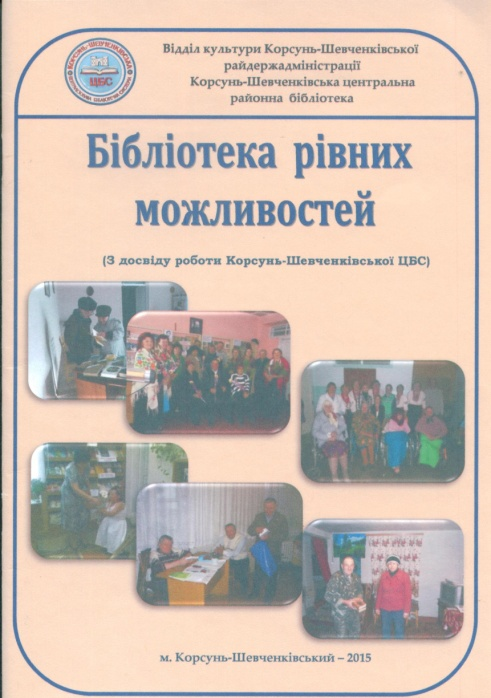 Відділ культури Корсунь-Шевченківської
райдержадміністрації
Корсунь-Шевченківська центральна
районна бібліотека
ЦБС
Бібліотека рівних
можливостей
(З досвіду роботи Корсунь-Шевченківської ЦБС)
м. Корсунь-Шевченківський – 2015